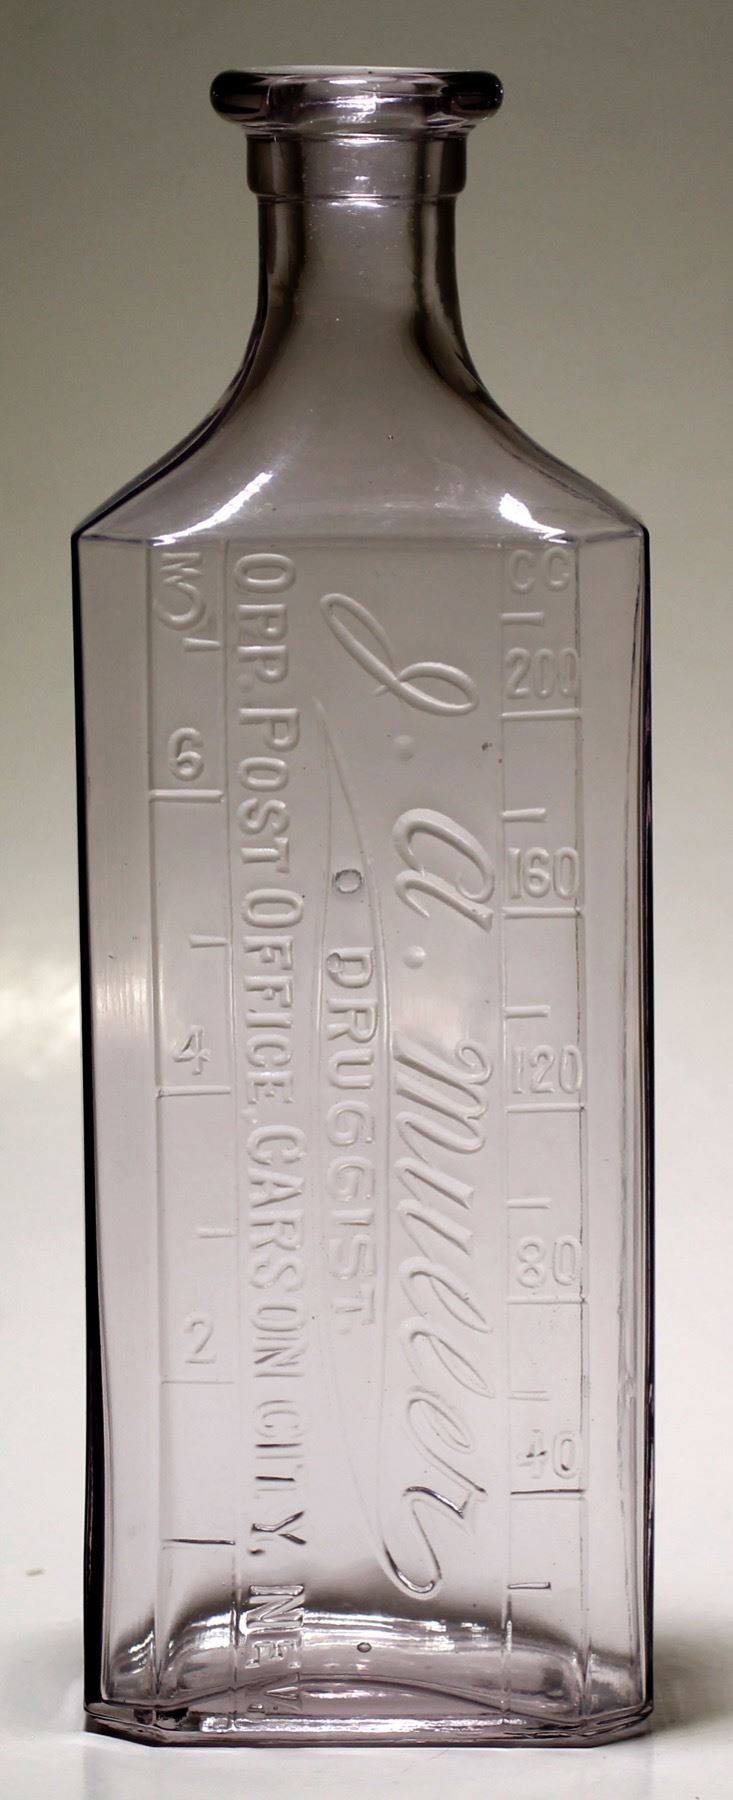 J. A. Muller
DRUGGIST.
OPP. POST OFFICE, CARSON CITY, NEV.
CC
200
160
120
80
40
℥
6
4
2